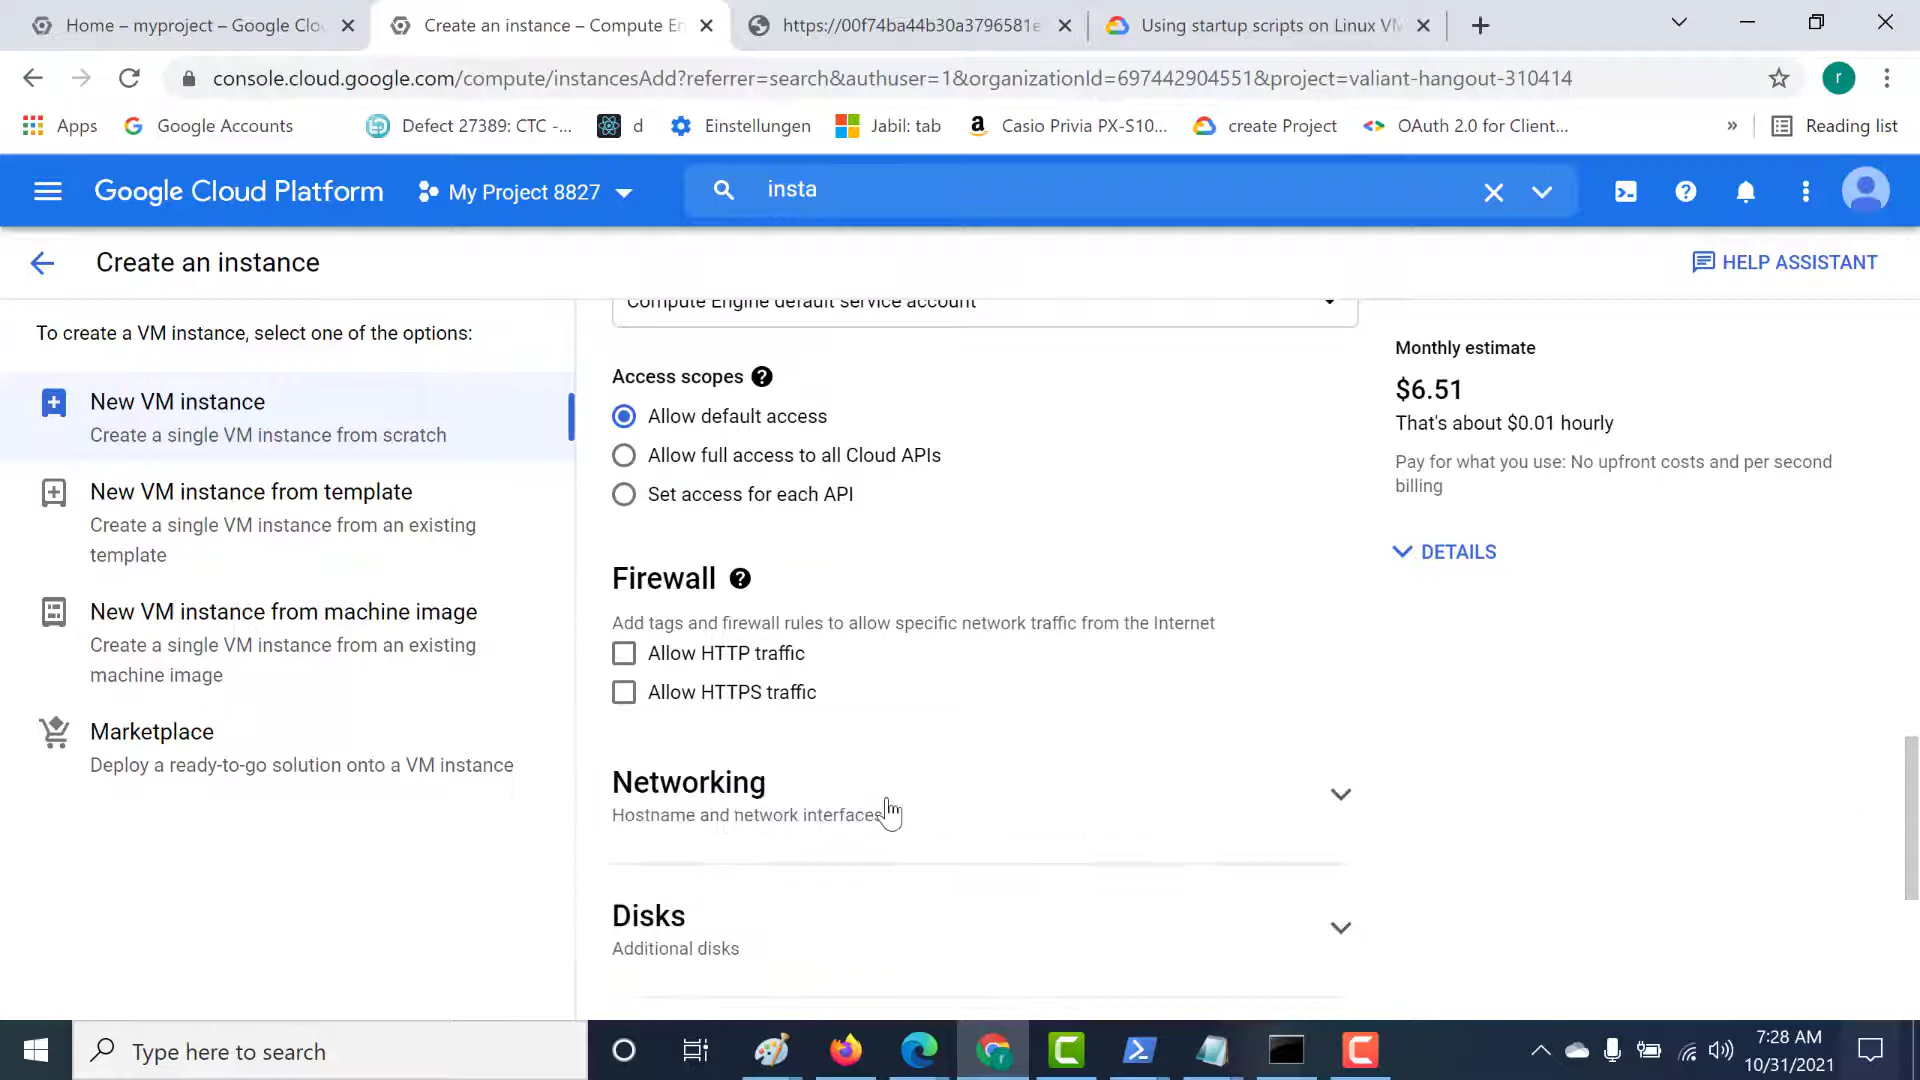 Home – myproject – Google Clo
Create an instance – Compute En
https://00f74ba44b30a3796581e
Using startup scripts on Linux VM
console.cloud.google.com/compute/instancesAdd?referrer=search&authuser=1&organizationId=697442904551&project=valiant-hangout-310414
r
Apps
Google Accounts
Defect 27389: CTC -...
d
Einstellungen
Jabil: tab
Casio Privia PX-S10...
create Project
OAuth 2.0 for Client...
»
Reading list
Google Cloud Platform
My Project 8827
insta
Create an instance
HELP ASSISTANT
To create a VM instance, select one of the options:
New VM instance
Create a single VM instance from scratch
New VM instance from template
Create a single VM instance from an existing
template
New VM instance from machine image
Create a single VM instance from an existing
machine image
Marketplace
Deploy a ready-to-go solution onto a VM instance
Compute Engine default service account
Access scopes
Allow default access
Allow full access to all Cloud APIs
Set access for each API
Firewall
Add tags and firewall rules to allow specific network traffic from the Internet
Allow HTTP traffic
Allow HTTPS traffic
Networking
Hostname and network interfaces
Disks
Additional disks
Monthly estimate
$6.51
That's about $0.01 hourly
Pay for what you use: No upfront costs and per second
billing
DETAILS
Type here to search
7:28 AM
10/31/2021